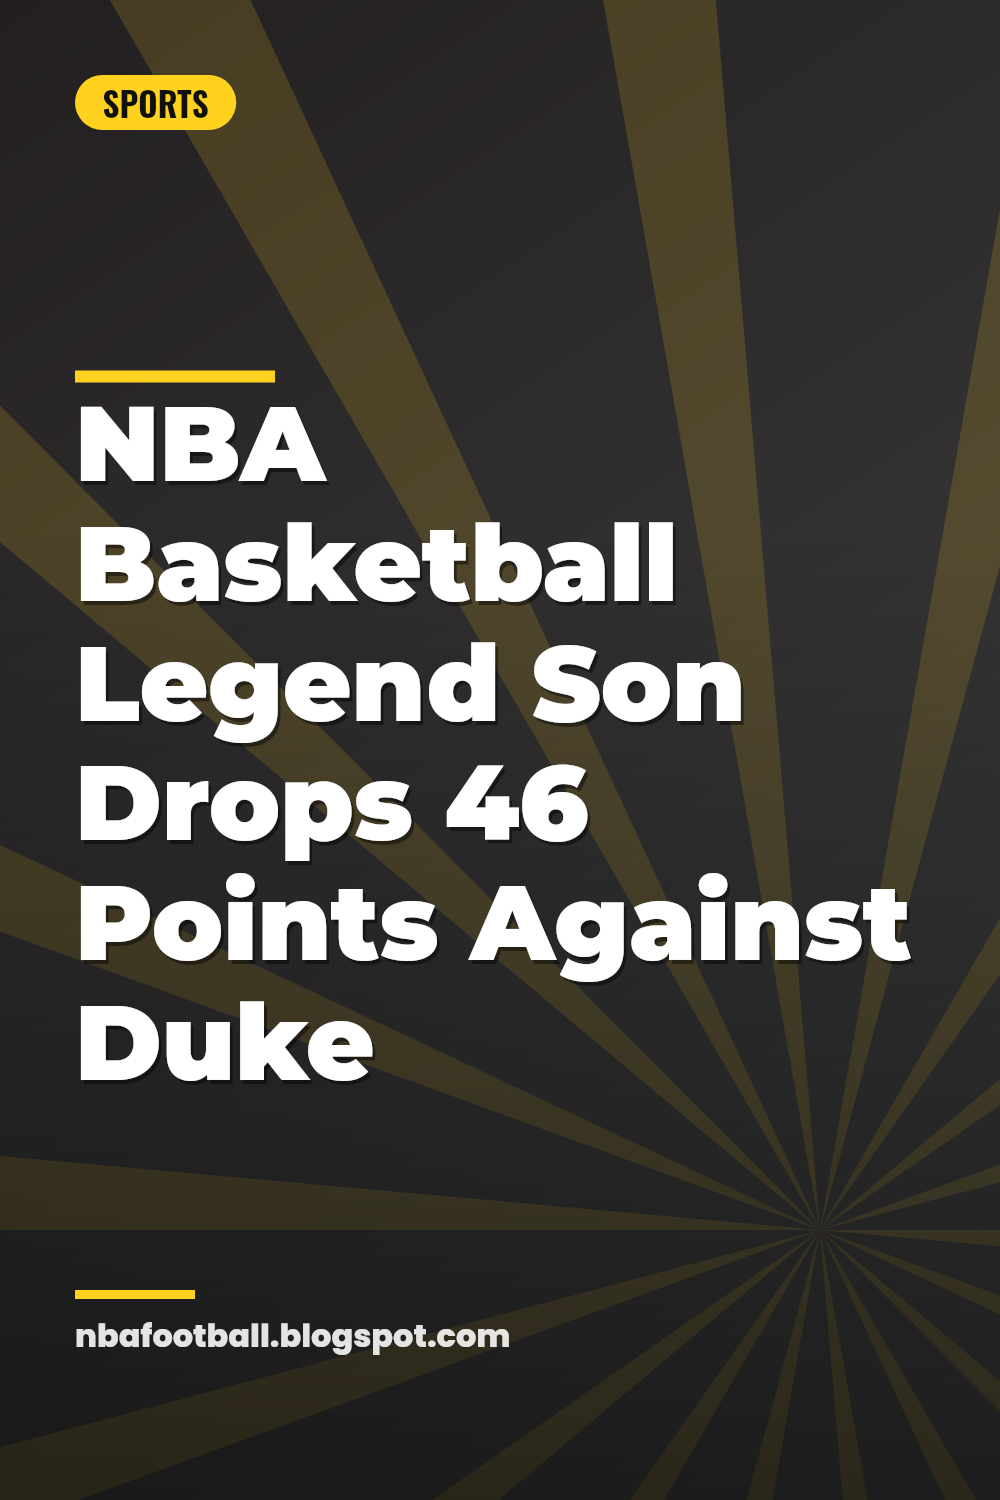 SPORTS
NBA
Basketball
Legend Son
Drops 46
Points Against
Duke
nbafootball.blogspot.com